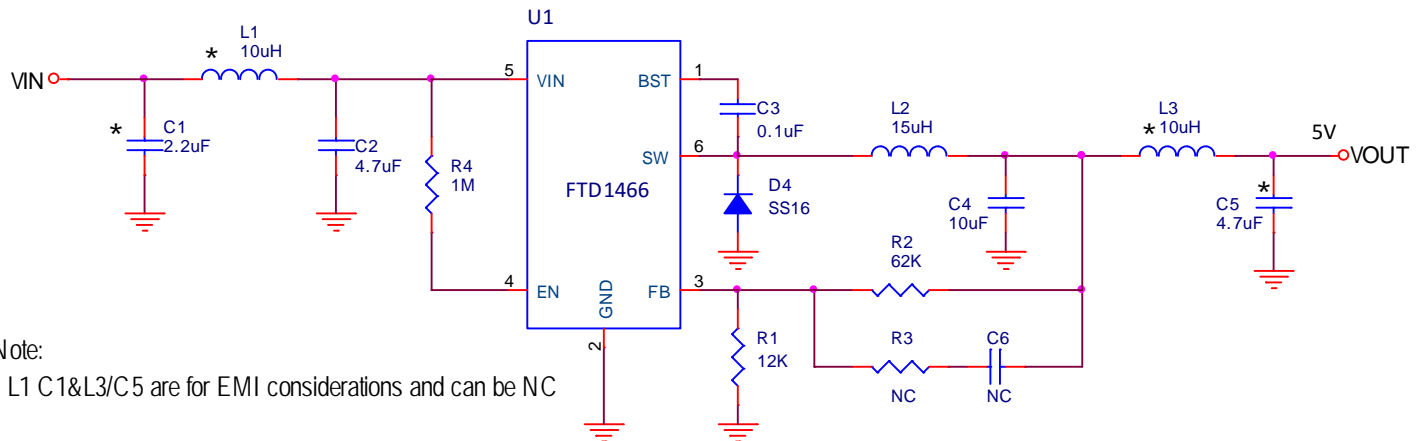 U1
L1
10uH
*
VIN
5
VIN
BST
1
C3
0.1uF
L2
15uH
L3
*
10uH
5V
VOUT
*
C1
2.2uF
C2
4.7uF
R4
1M
SW
6
FTD1466
D4
SS16
C4
10uF
*
C5
4.7uF
R2
62K
4
EN
GND
FB
3
2
R1
12K
R3
NC
C6
NC
Note:
L1 C1&L3/C5 are for EMI considerations and can be NC